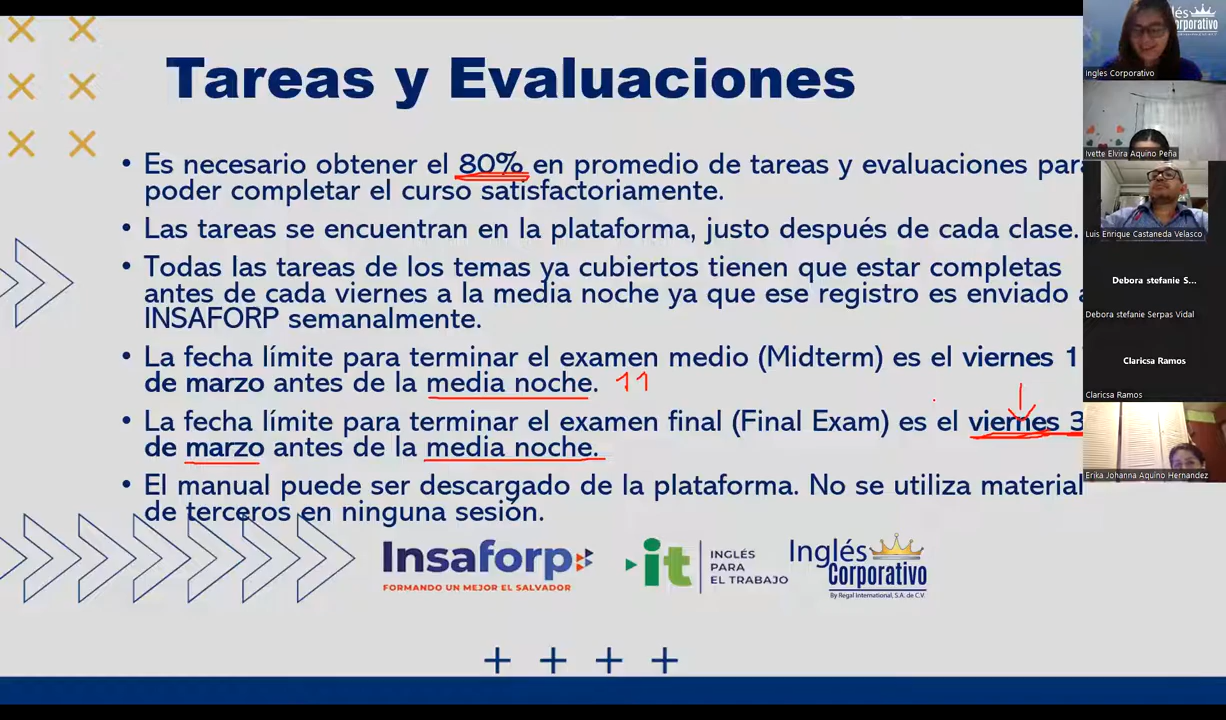 Tareas y Evaluaciones
• Es necesario obtener el 80% en promedio de tareas y evaluaciones para
poder completar el curso satisfactoriamente.
• Las tareas se encuentran en la plataforma, justo después de cada clase.
• Todas las tareas de los temas ya cubiertos tienen que estar completas
antes de cada viernes a la media noche ya que ese registro es enviado a
INSAFORP semanalmente.
• La fecha límite para terminar el examen medio (Midterm) es el viernes 1
de marzo antes de la media noche. 11
• La fecha límite para terminar el examen final (Final Exam) es el viernes 3
de marzo antes de la media noche.
• El manual puede ser descargado de la plataforma. No se utiliza material
de terceros en ninguna sesión.
Insaforp
FORMANDO UN MEJOR EL SALVADOR
it
INGLÉS
PARA
EL TRABAJO
Inglés
Corporativo
By Regal International, S.A. de C.V.
lés
orporativo
Ingles Corporativo
Ivette Elvira Aquino Peña
Luis Enrique Castaneda Velasco
Debora stefanie S...
Debora stefanie Serpas Vidal
Claricsa Ramos
Claricsa Ramos
Erika Johanna Aquino Hernandez